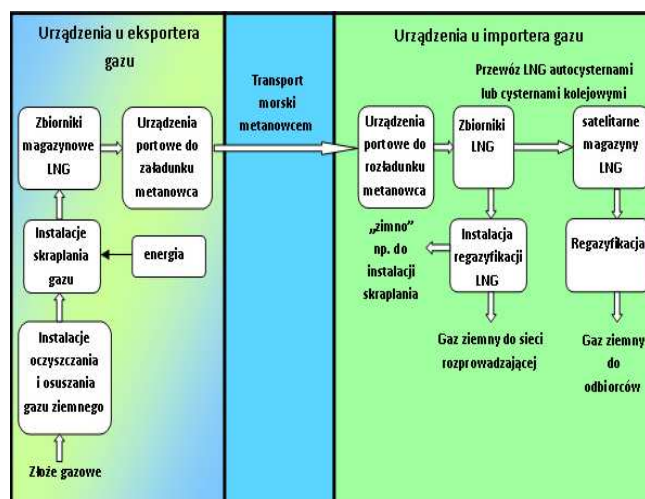 Urządzenia u eksportera
gazu
Zbiorniki
magazynowe
LNG
Urządzenia
portowe do
załadunku
metanowca
Instalacje
skraplania
gazu
energia
Instalacje
oczyszczania
i osuszania
gazu ziemnego
Złoże gazowe
Transport
morski
metanowcem
Urządzenia u importera gazu
Przewóz LNG autocysternami
lub cysternami kolejowymi
Urządzenia
portowe do
rozładunku
metanowca
Zbiorniki
LNG
satelitarne
magazyny
LNG
„zimno”
np. do
instalacji
skraplania
Instalacja
regazyfikacji
LNG
Regazyfikacja
Gaz ziemny do sieci
rozprowadzającej
Gaz ziemny
do
odbiorców